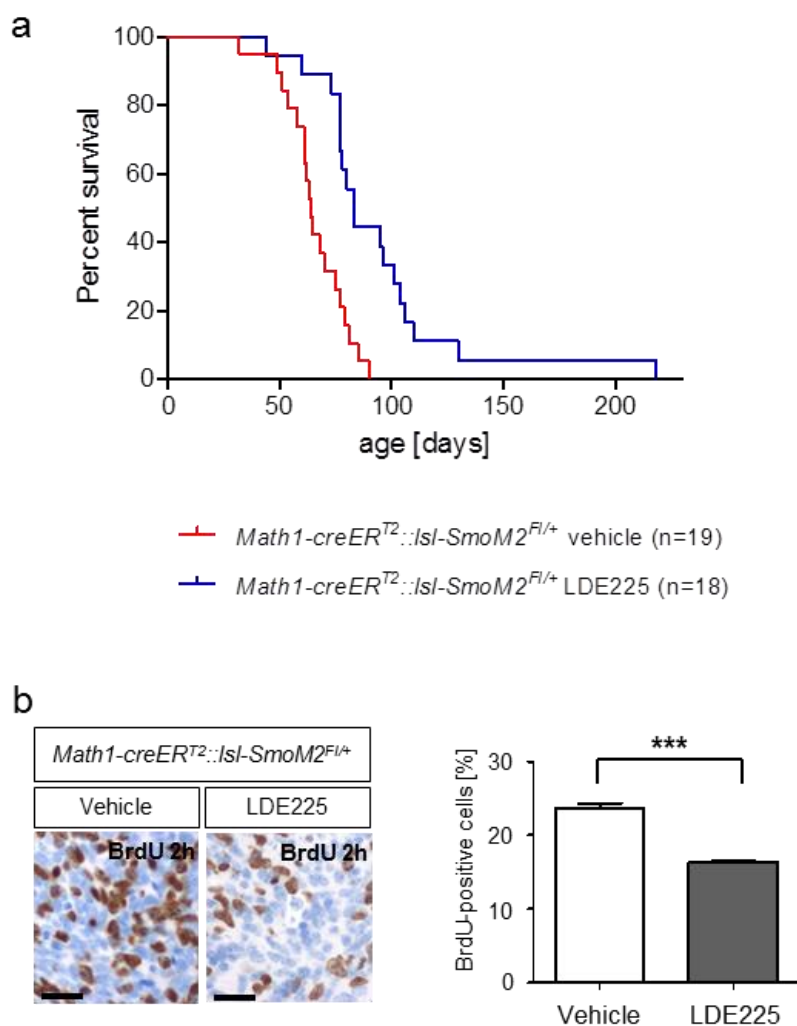 a
100
80
60
40
20
0
Percent survival
0 50 100 150 200
age [days]
Math1-creER^T2::lsl-SmoM2^Fl/+ vehicle (n=19)
Math1-creER^T2::lsl-SmoM2^Fl/+ LDE225 (n=18)
b
Math1-creER^T2::lsl-SmoM2^Fl/+
Vehicle LDE225
BrdU 2h BrdU 2h
***
30
20
10
0
BrdU-positive cells [%]
Vehicle LDE225